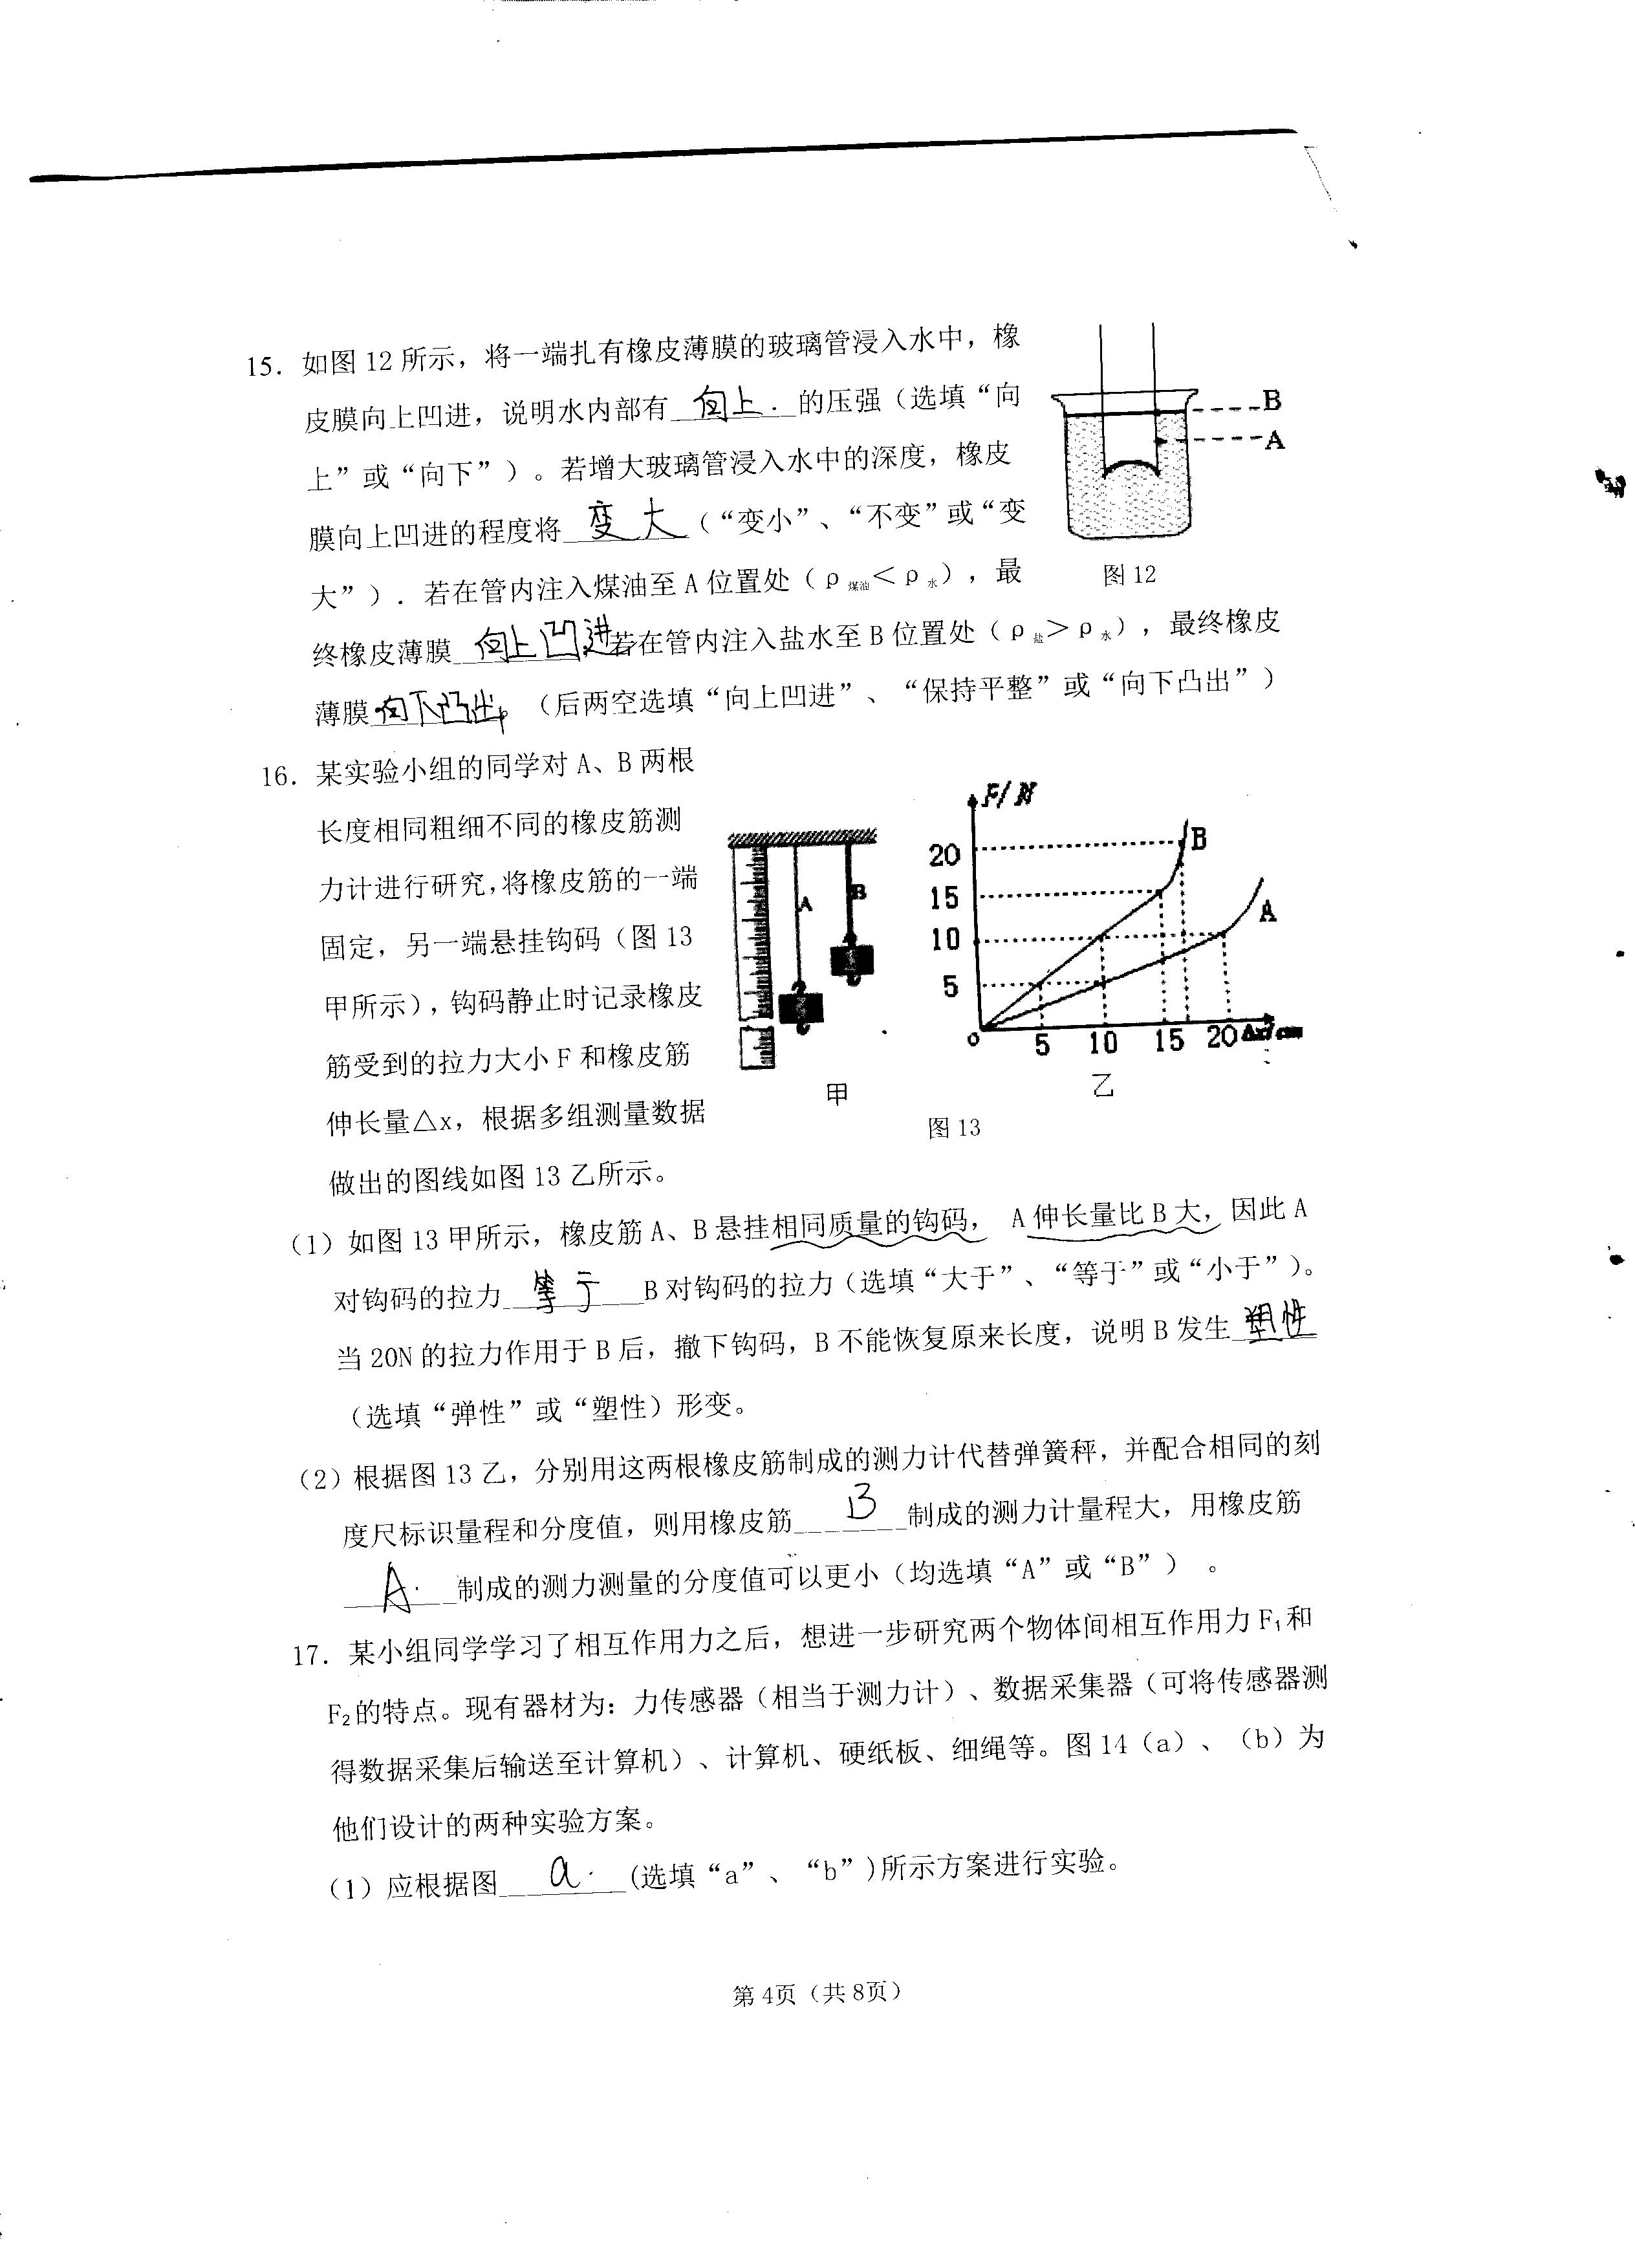 15. 如图 12 所示，将一端扎有橡皮薄膜的玻璃管浸入水中，橡
皮膜向上凹进，说明水内部有 向上. 的压强（选填“向
上”或“向下”）。若增大玻璃管浸入水中的深度，橡皮
膜向上凹进的程度将 变大（“变小”、“不变”或“变
大”）. 若在管内注入煤油至 A 位置处（ρ煤油＜ρ水），最
终橡皮薄膜 向上凹进若在管内注入盐水至 B 位置处（ρ盐＞ρ水），最终橡皮
薄膜 向下凸出，（后两空选填“向上凹进”、“保持平整”或“向下凸出”）
B
A
图 12
16. 某实验小组的同学对 A、B 两根
长度相同粗细不同的橡皮筋测
力计进行研究，将橡皮筋的一端
固定，另一端悬挂钩码（图 13
甲所示），钩码静止时记录橡皮
筋受到的拉力大小 F 和橡皮筋
伸长量△x，根据多组测量数据
做出的图线如图 13 乙所示。
A
B
甲
F/N
20
15
10
5
0
5 10 15 20 Δx/cm
B
A
乙
图 13
（1）如图 13 甲所示，橡皮筋 A、B 悬挂相同质量的钩码， A 伸长量比 B 大，因此 A
对钩码的拉力 等于 B 对钩码的拉力（选填“大于”、“等于”或“小于”）。
当 20N 的拉力作用于 B 后，撤下钩码，B 不能恢复原来长度，说明 B 发生 塑性
（选填“弹性”或“塑性）形变。
（2）根据图 13 乙，分别用这两根橡皮筋制成的测力计代替弹簧秤，并配合相同的刻
度尺标识量程和分度值，则用橡皮筋 B 制成的测力计量程大，用橡皮筋
A. 制成的测力测量的分度值可以更小（均选填“A”或“B”） 。
17. 某小组同学学习了相互作用力之后，想进一步研究两个物体间相互作用力 F₁和
F₂的特点。现有器材为：力传感器（相当于测力计）、数据采集器（可将传感器测
得数据采集后输送至计算机）、计算机、硬纸板、细绳等。图 14（a）、（b）为
他们设计的两种实验方案。
（1）应根据图 a. (选填“a”、“b”)所示方案进行实验。
第 4页（共 8页）